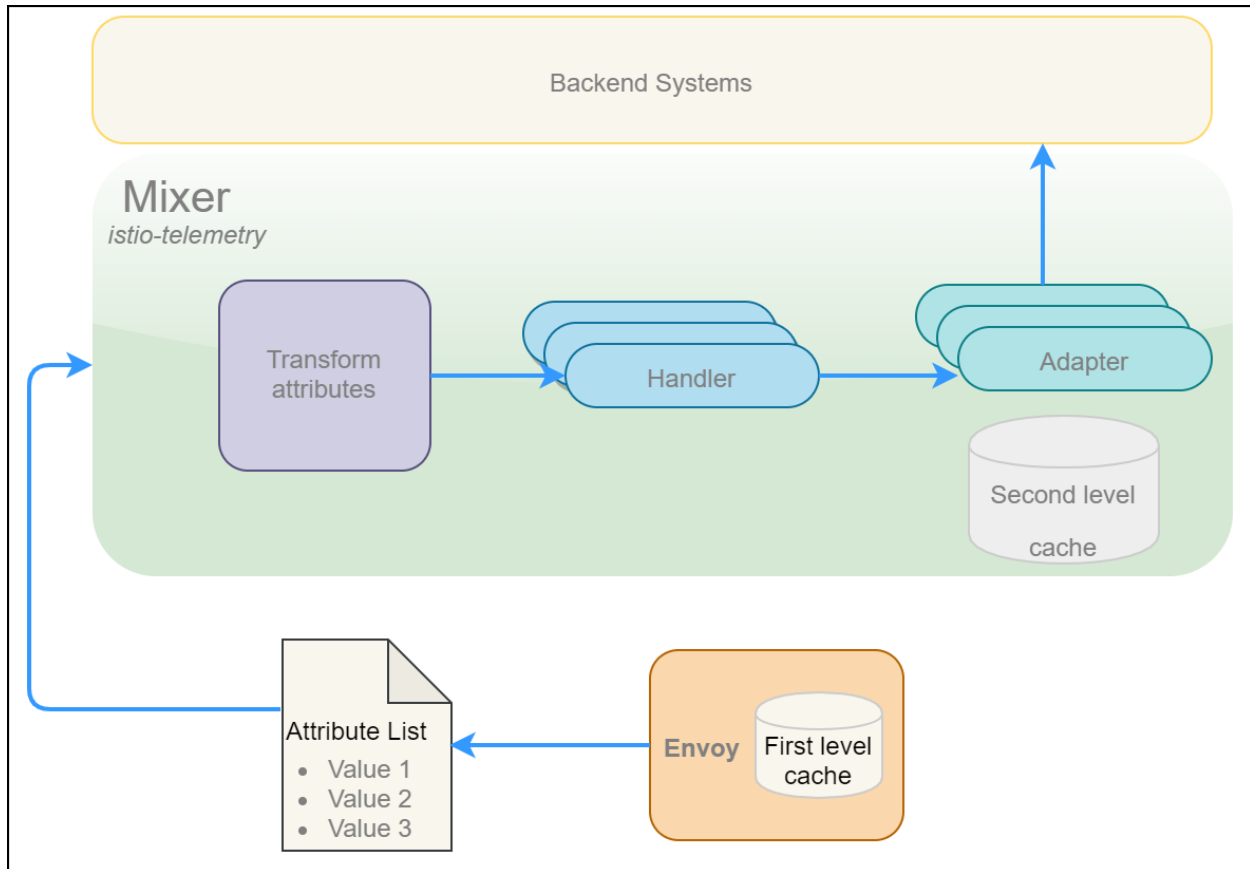 Backend Systems
Mixer
istio-telemetry
Transform
attributes
Handler
Adapter
Second level
cache
Attribute List
• Value 1
• Value 2
• Value 3
Envoy
First level
cache